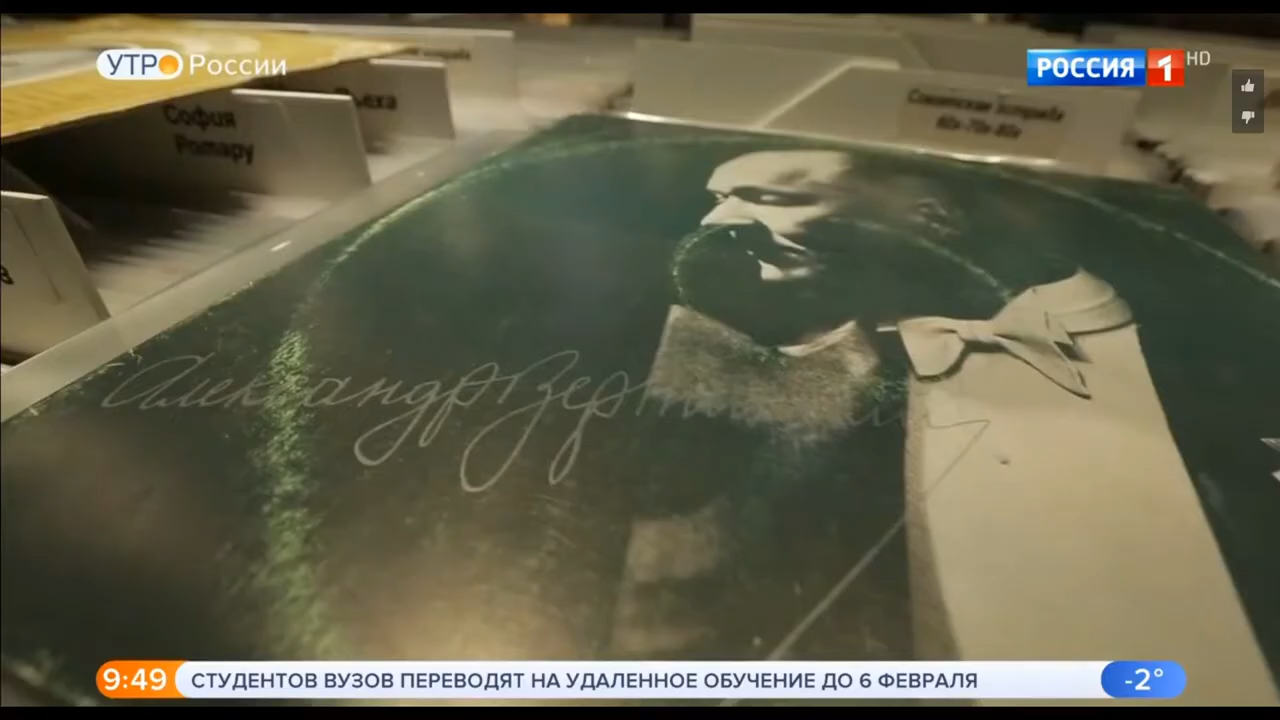 УТРО России
РОССИЯ 1 HD
София
Ротару
Советская эстрада
60х-70х-80х
Александр Вертинский
9:49 СТУДЕНТОВ ВУЗОВ ПЕРЕВОДЯТ НА УДАЛЕННОЕ ОБУЧЕНИЕ ДО 6 ФЕВРАЛЯ -2°